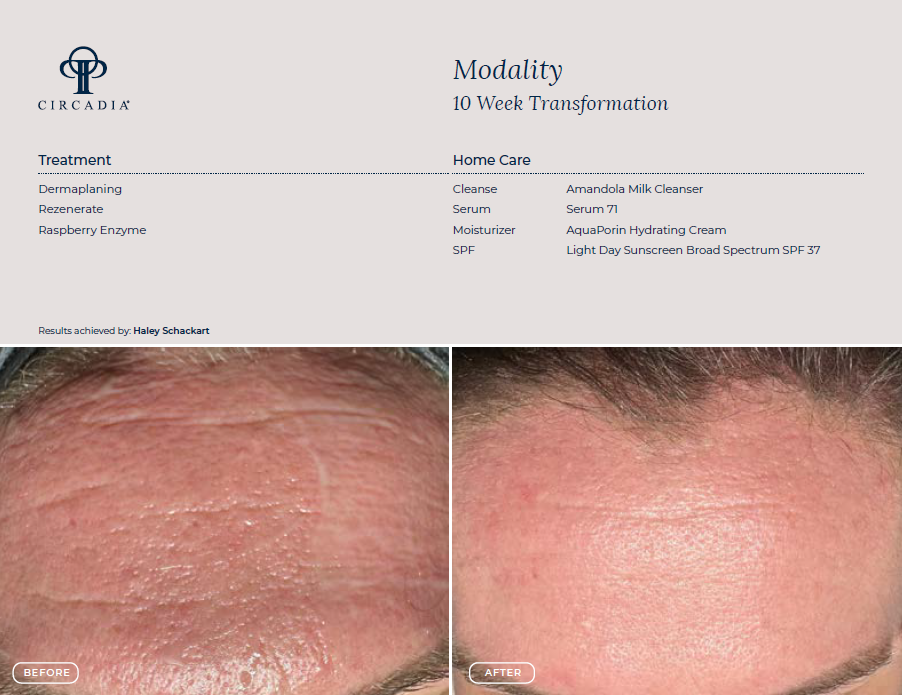 CIRCADIA®
Modality
10 Week Transformation
Treatment
Dermaplaning
Rezenerate
Raspberry Enzyme
Home Care
Cleanse Amandola Milk Cleanser
Serum Serum 71
Moisturizer AquaPorin Hydrating Cream
SPF Light Day Sunscreen Broad Spectrum SPF 37
Results achieved by: Haley Schackart
BEFORE
AFTER